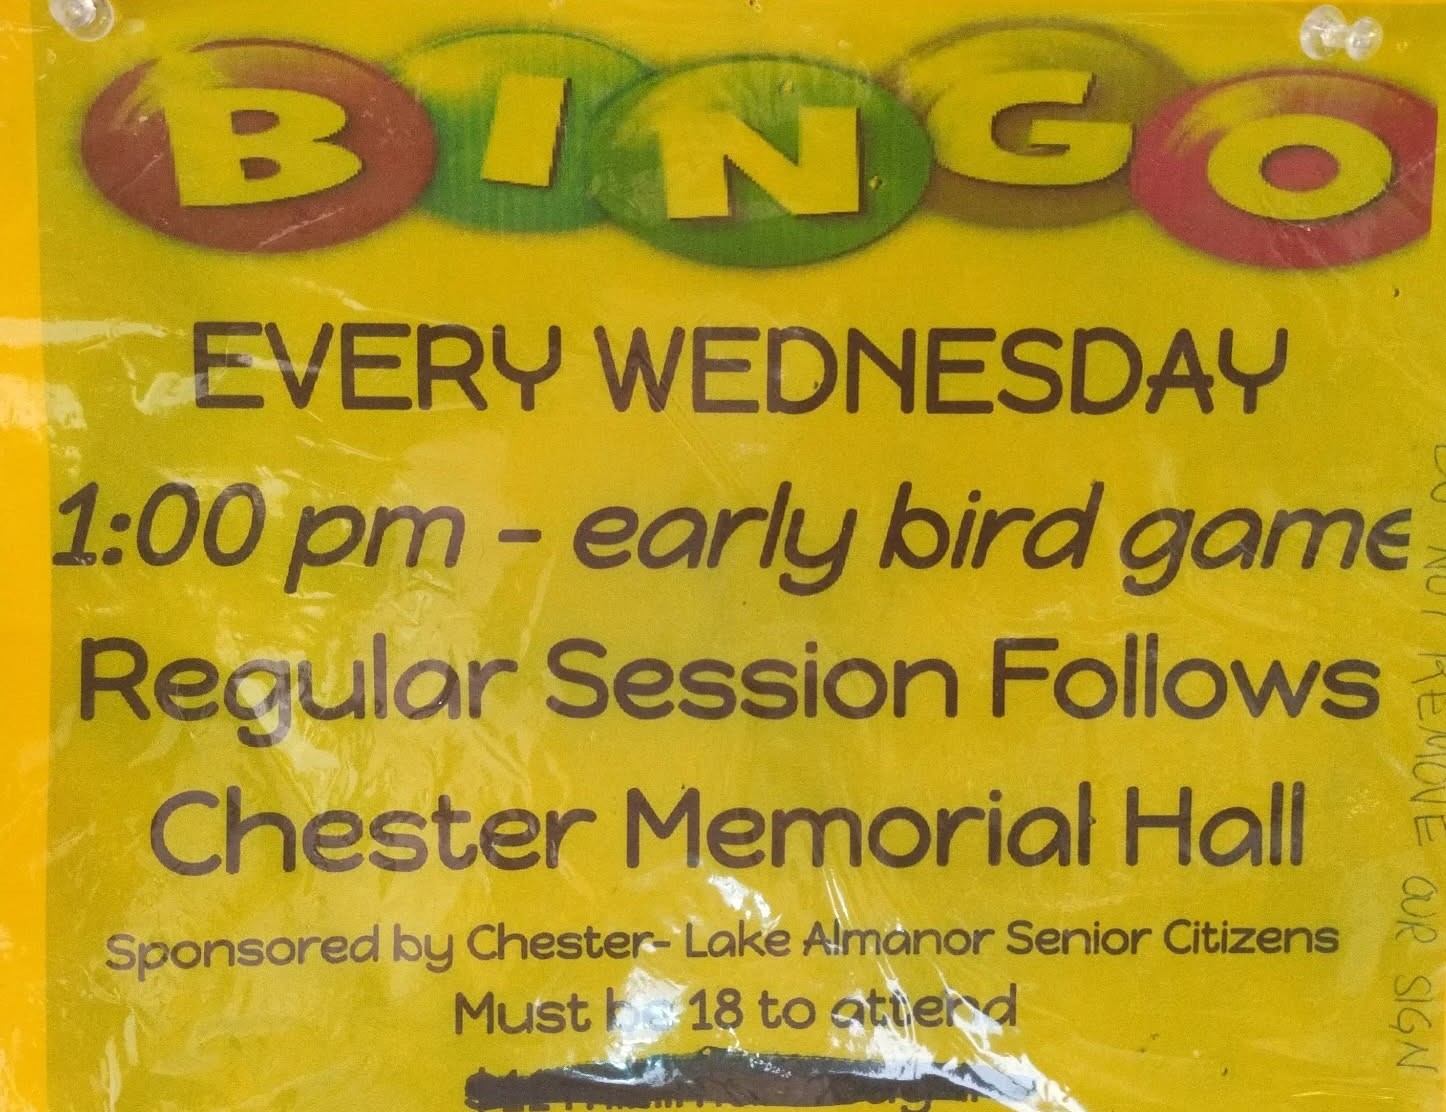 BINGO
EVERY WEDNESDAY
1:00 pm - early bird game
Regular Session Follows
Chester Memorial Hall
Sponsored by Chester- Lake Almanor Senior Citizens
Must be 18 to attend
DO NOT REMOVE OUR SIGN